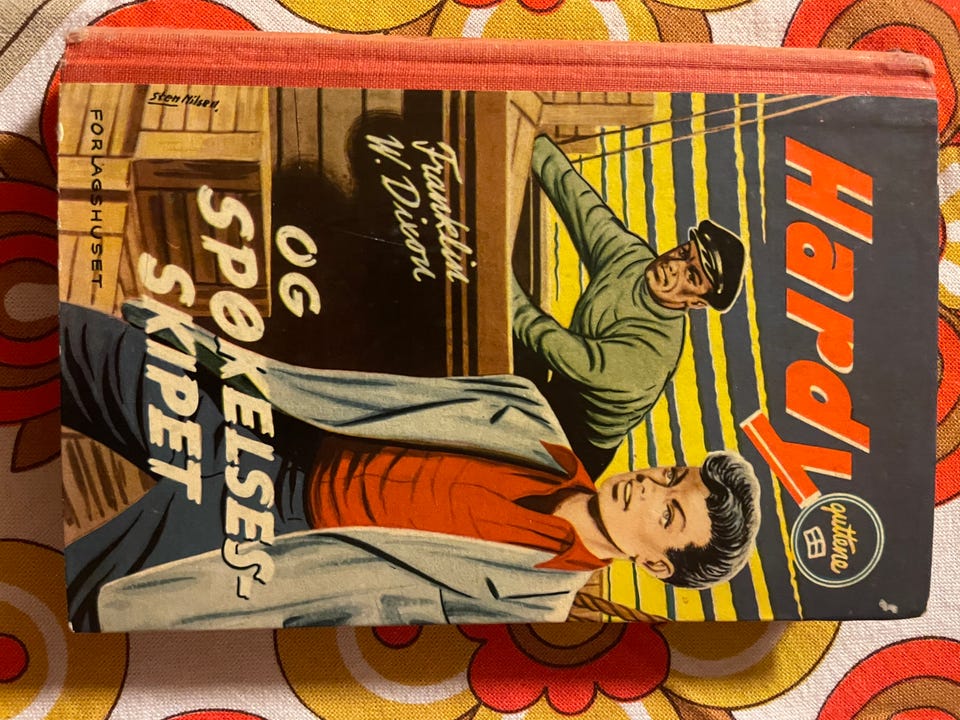 Hardy
guttene
Franklin
W. Dixon
OG
SPØKELSES-
SKIPET
Sten Nilsen,
FORLAGSHUSET